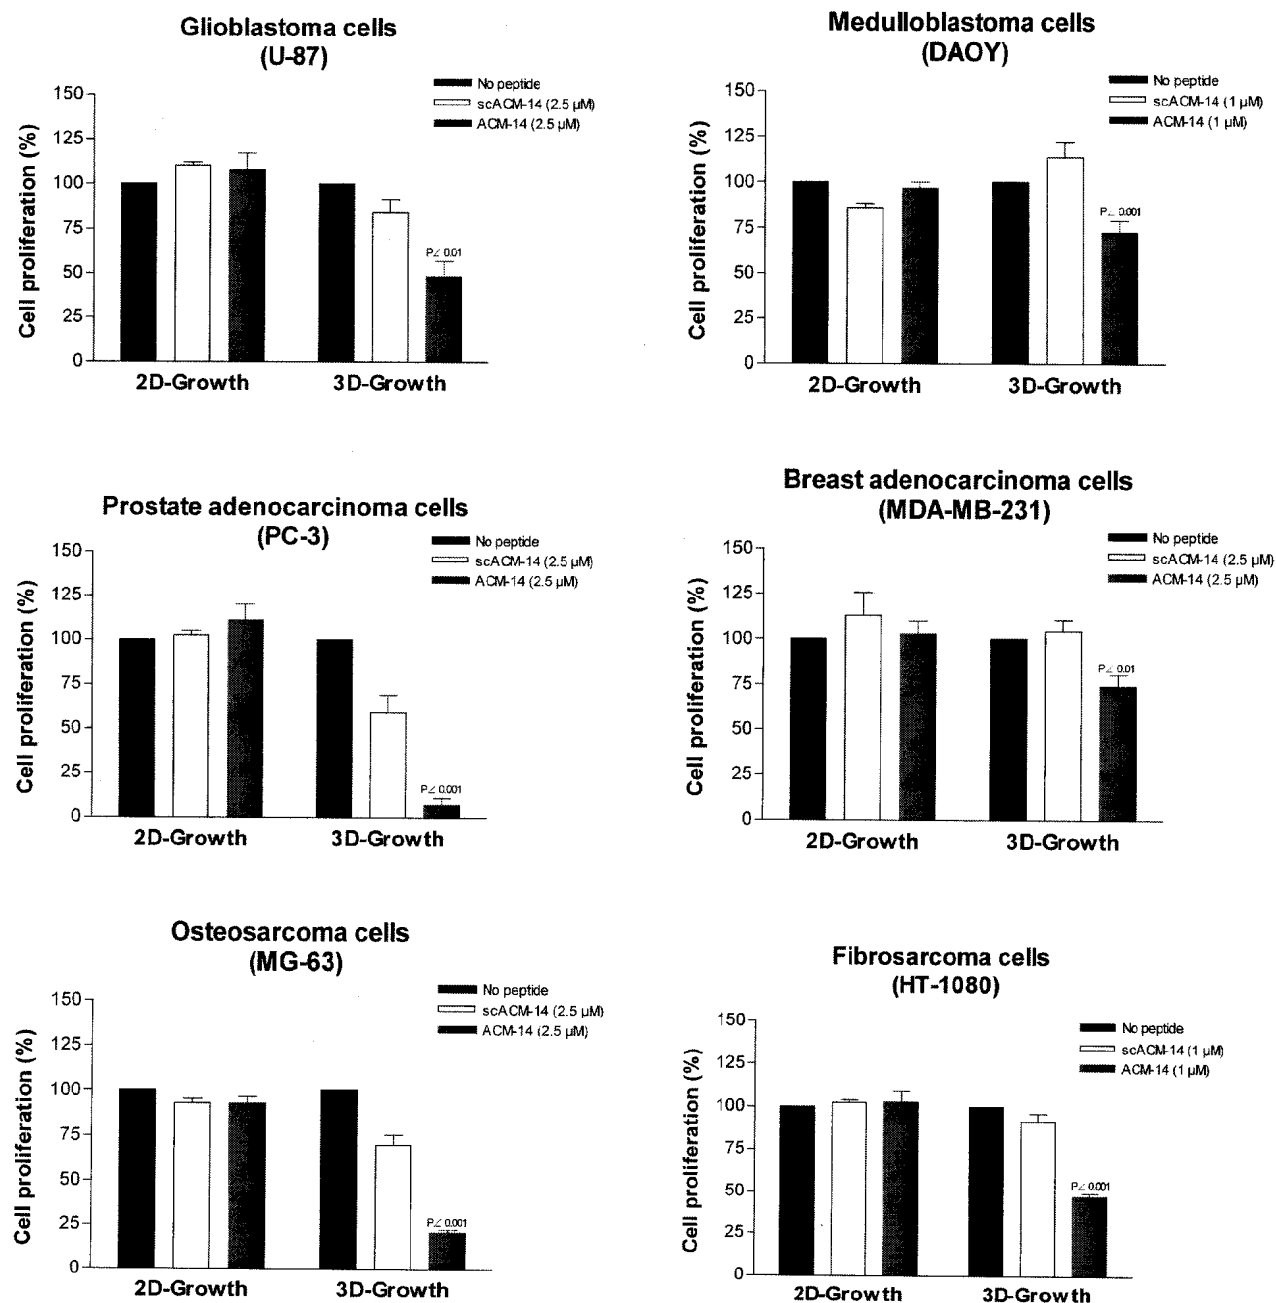 Glioblastoma cells
(U-87)
No peptide
scACM-14 (2.5 µM)
ACM-14 (2.5 µM)
Cell proliferation (%)
150
125
100
75
50
25
0
P∠ 0.01
2D-Growth
3D-Growth
Medulloblastoma cells
(DAOY)
No peptide
scACM-14 (1 µM)
ACM-14 (1 µM)
Cell proliferation (%)
150
125
100
75
50
25
0
P∠ 0.001
2D-Growth
3D-Growth
Prostate adenocarcinoma cells
(PC-3)
No peptide
scACM-14 (2.5 µM)
ACM-14 (2.5 µM)
Cell proliferation (%)
150
125
100
75
50
25
0
P∠ 0.001
2D-Growth
3D-Growth
Breast adenocarcinoma cells
(MDA-MB-231)
No peptide
scACM-14 (2.5 µM)
ACM-14 (2.5 µM)
Cell proliferation (%)
150
125
100
75
50
25
0
P∠ 0.01
2D-Growth
3D-Growth
Osteosarcoma cells
(MG-63)
No peptide
scACM-14 (2.5 µM)
ACM-14 (2.5 µM)
Cell proliferation (%)
150
125
100
75
50
25
0
P∠ 0.001
2D-Growth
3D-Growth
Fibrosarcoma cells
(HT-1080)
No peptide
scACM-14 (1 µM)
ACM-14 (1 µM)
Cell proliferation (%)
150
125
100
75
50
25
0
P∠ 0.001
2D-Growth
3D-Growth